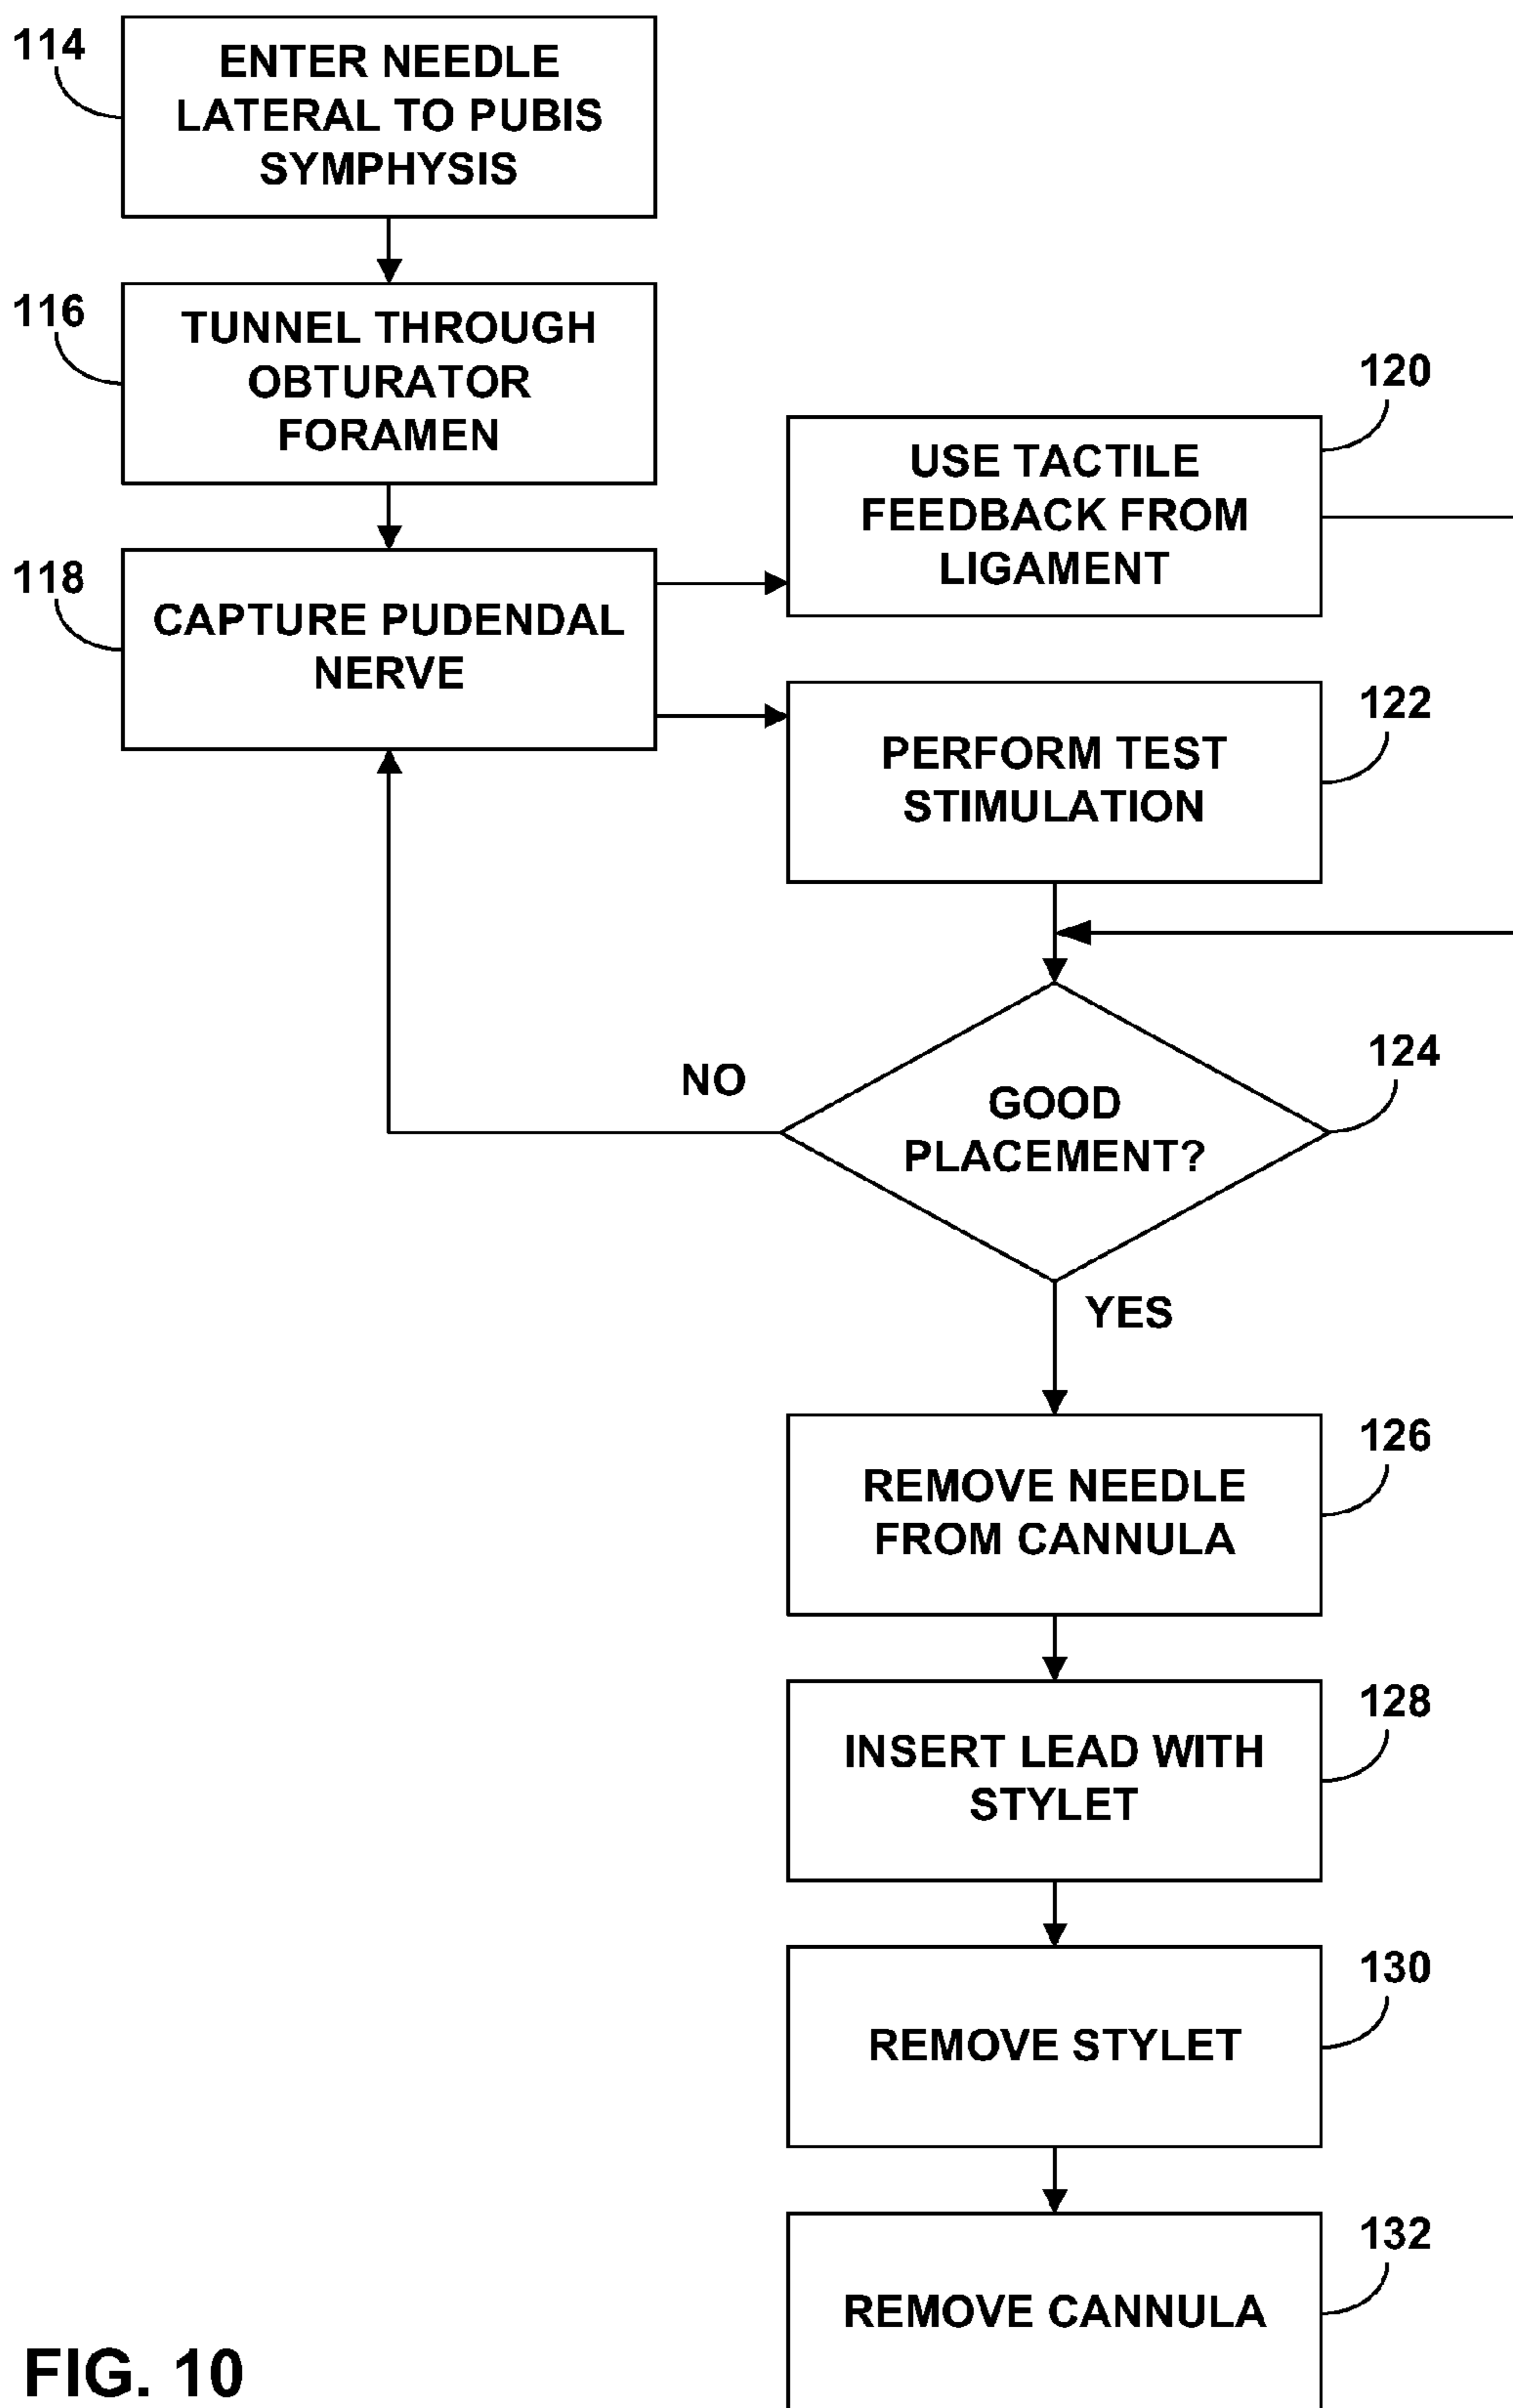 114
ENTER NEEDLE
LATERAL TO PUBIS
SYMPHYSIS
116
TUNNEL THROUGH
OBTURATOR
FORAMEN
118
CAPTURE PUDENDAL
NERVE
120
USE TACTILE
FEEDBACK FROM
LIGAMENT
122
PERFORM TEST
STIMULATION
124
GOOD
PLACEMENT?
NO
YES
126
REMOVE NEEDLE
FROM CANNULA
128
INSERT LEAD WITH
STYLET
130
REMOVE STYLET
132
REMOVE CANNULA
FIG. 10